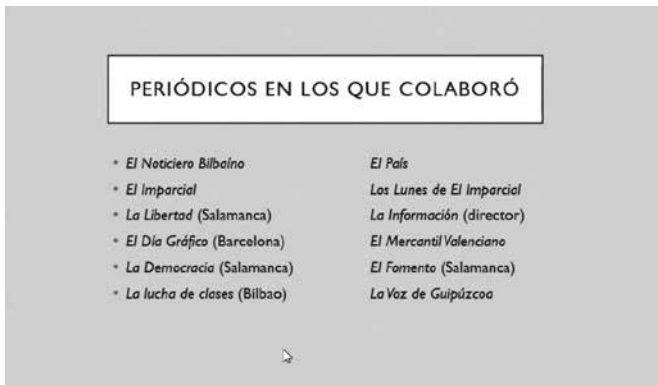 PERIÓDICOS EN LOS QUE COLABORÓ
• El Noticiero Bilbaíno
• El Imparcial
• La Libertad (Salamanca)
• El Día Gráfico (Barcelona)
• La Democracia (Salamanca)
• La lucha de clases (Bilbao)
El País
Los Lunes de El Imparcial
La Información (director)
El Mercantil Valenciano
El Fomento (Salamanca)
La Voz de Guipúzcoa